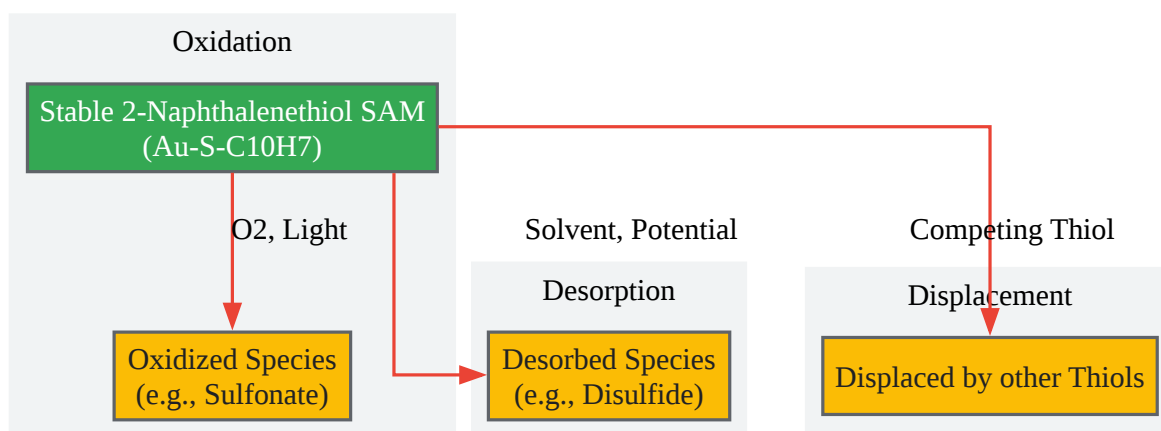 Oxidation
Stable 2-Naphthalenethiol SAM
(Au-S-C10H7)
O2, Light
Solvent, Potential
Competing Thiol
Desorption
Displacement
Oxidized Species
(e.g., Sulfonate)
Desorbed Species
(e.g., Disulfide)
Displaced by other Thiols